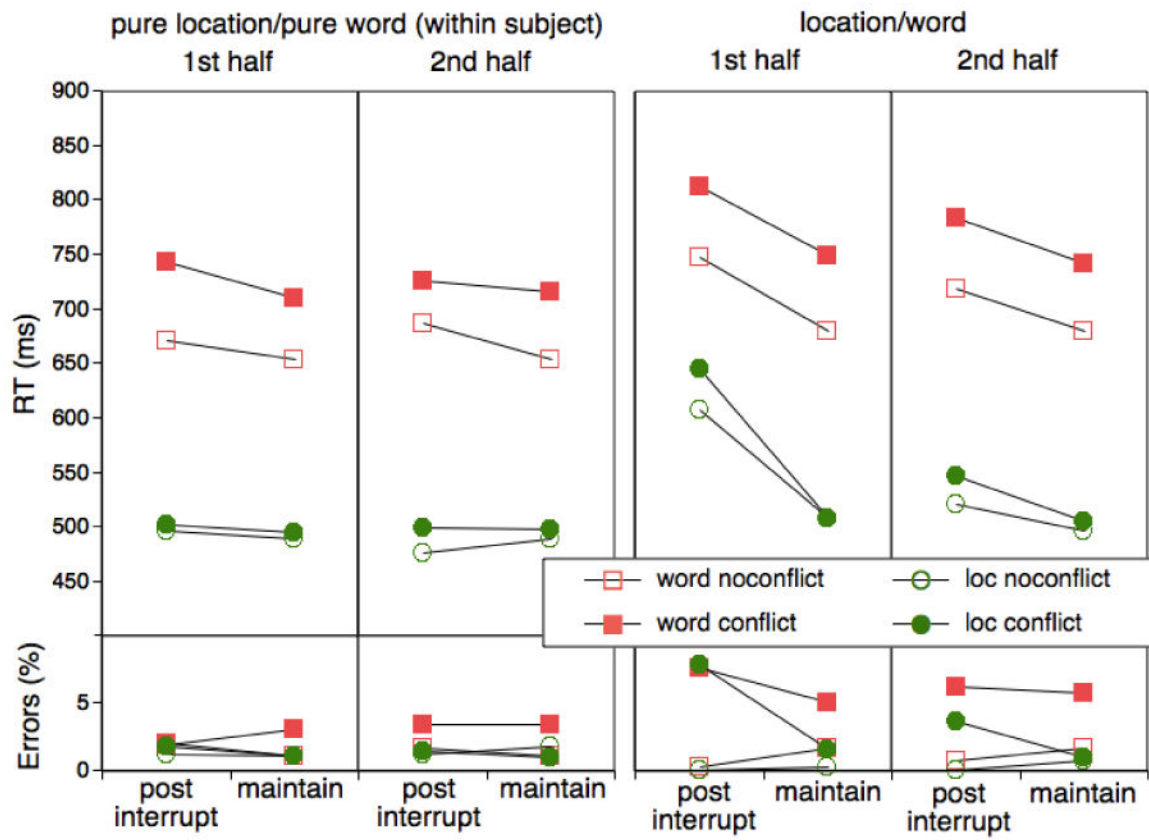 pure location/pure word (within subject)
location/word
1st half
2nd half
1st half
2nd half
900
850
800
750
700
650
600
550
500
450
RT (ms)
word noconflict
loc noconflict
word conflict
loc conflict
Errors (%)
5
0
post
interrupt
maintain
post
interrupt
maintain
post
interrupt
maintain
post
interrupt
maintain